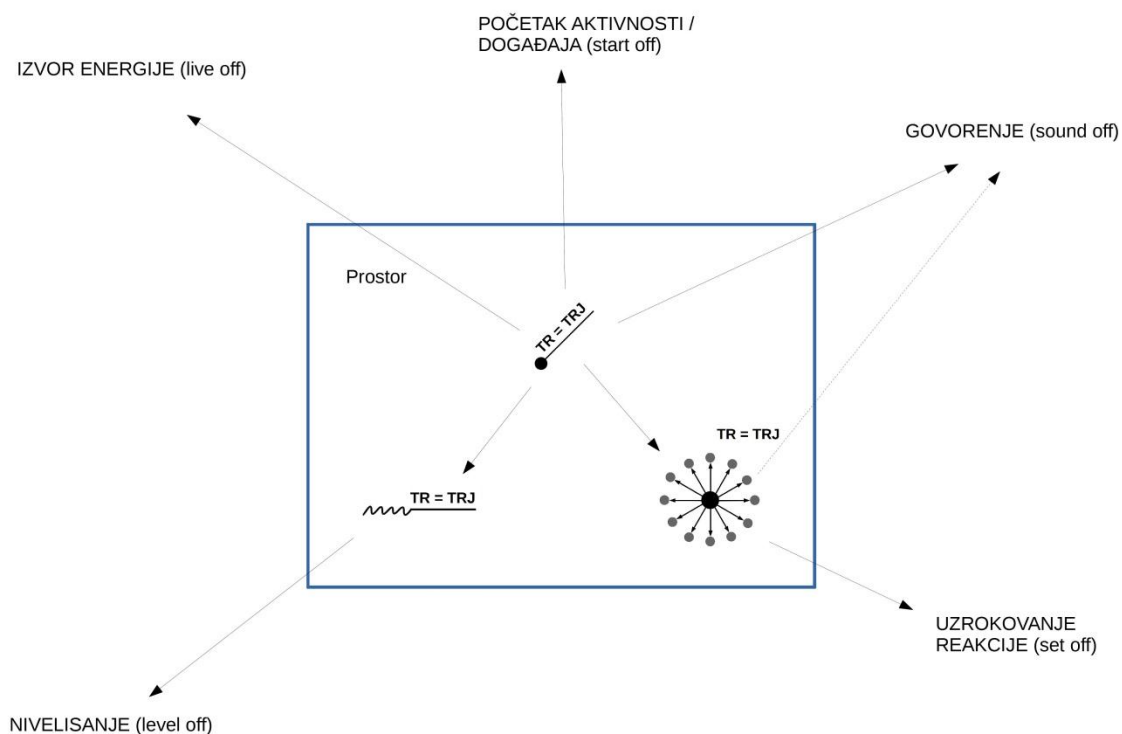 POČETAK AKTIVNOSTI /
DOGAĐAJA (start off)
IZVOR ENERGIJE (live off)
GOVORENJE (sound off)
Prostor
TR = TRJ
TR = TRJ
TR = TRJ
UZROKOVANJE
REAKCIJE (set off)
NIVELISANJE (level off)